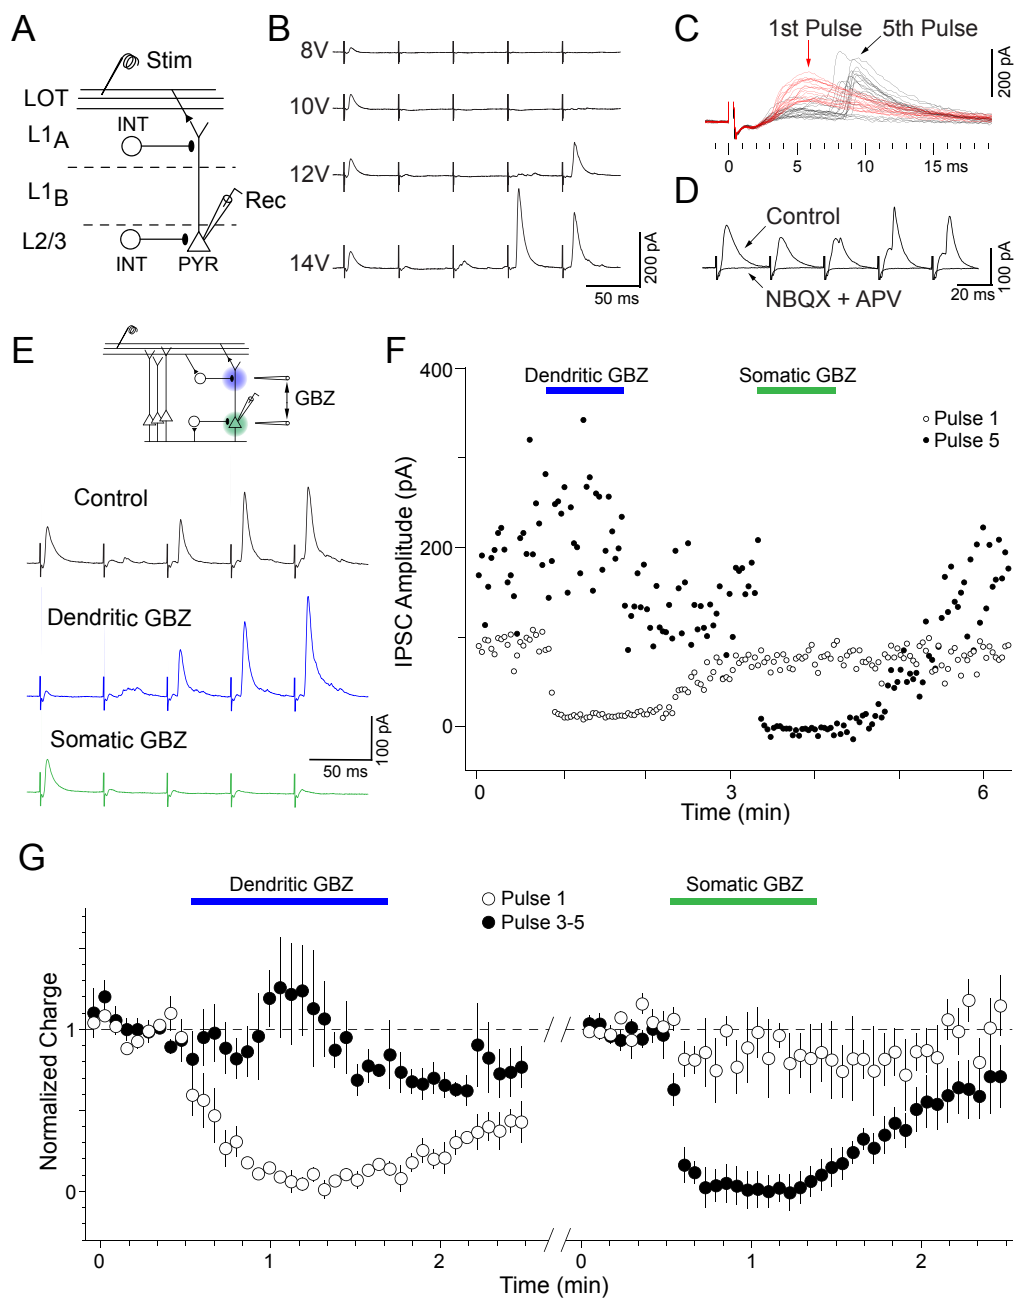 A
Stim
LOT
INT
L1A
L1B
Rec
L2/3
INT
PYR
B
8V
10V
12V
14V
200 pA
50 ms
C
1st Pulse
5th Pulse
200 pA
0
5
10
15 ms
D
Control
NBQX + APV
100 pA
20 ms
E
GBZ
Control
Dendritic GBZ
Somatic GBZ
100 pA
50 ms
F
400
Dendritic GBZ
Somatic GBZ
Pulse 1
Pulse 5
IPSC Amplitude (pA)
200
0
0
3
6
Time (min)
G
Dendritic GBZ
Somatic GBZ
Pulse 1
Pulse 3-5
Normalized Charge
1
0
0
1
2
0
1
2
Time (min)